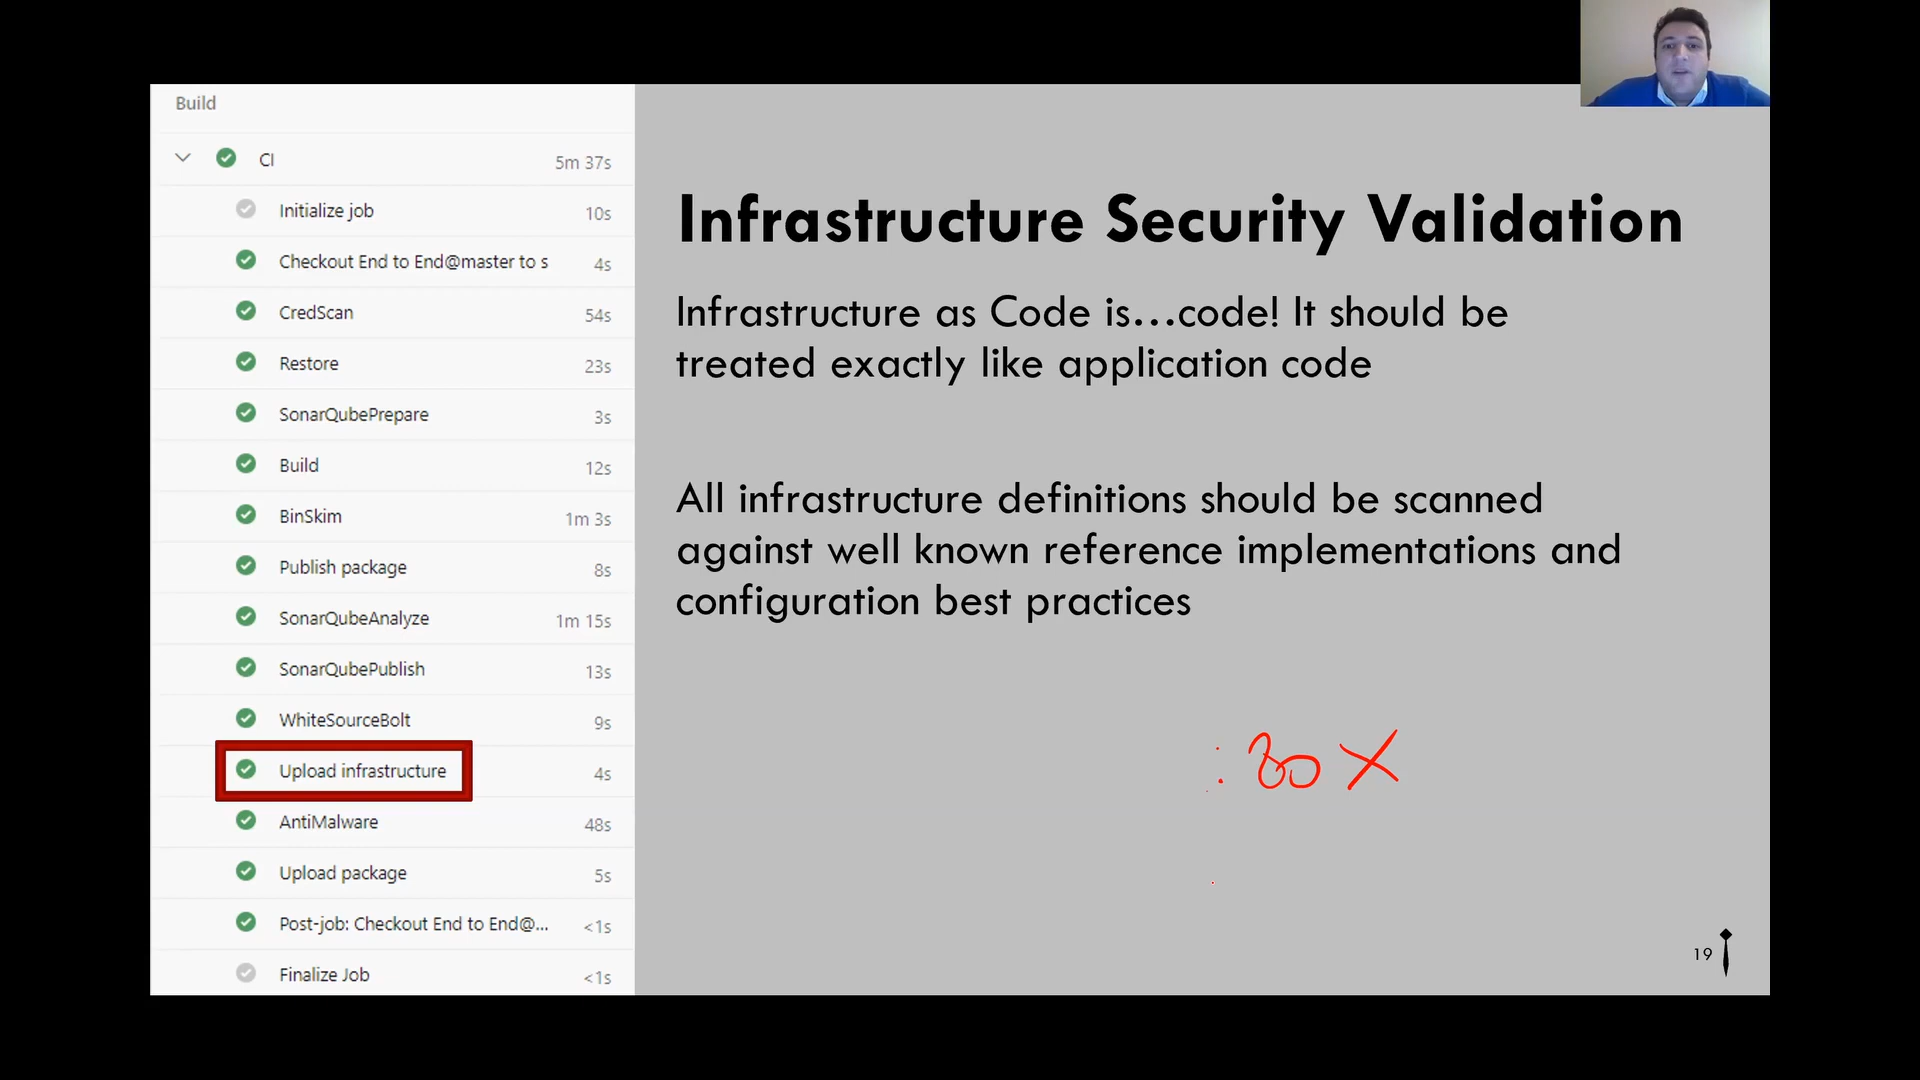 Build
CI 5m 37s
Initialize job 10s
Checkout End to End@master to s 4s
CredScan 54s
Restore 23s
SonarQubePrepare 3s
Build 12s
BinSkim 1m 3s
Publish package 8s
SonarQubeAnalyze 1m 15s
SonarQubePublish 13s
WhiteSourceBolt 9s
Upload infrastructure 4s
AntiMalware 48s
Upload package 5s
Post-job: Checkout End to End@... <1s
Finalize Job <1s
Infrastructure Security Validation
Infrastructure as Code is...code! It should be
treated exactly like application code
All infrastructure definitions should be scanned
against well known reference implementations and
configuration best practices
19